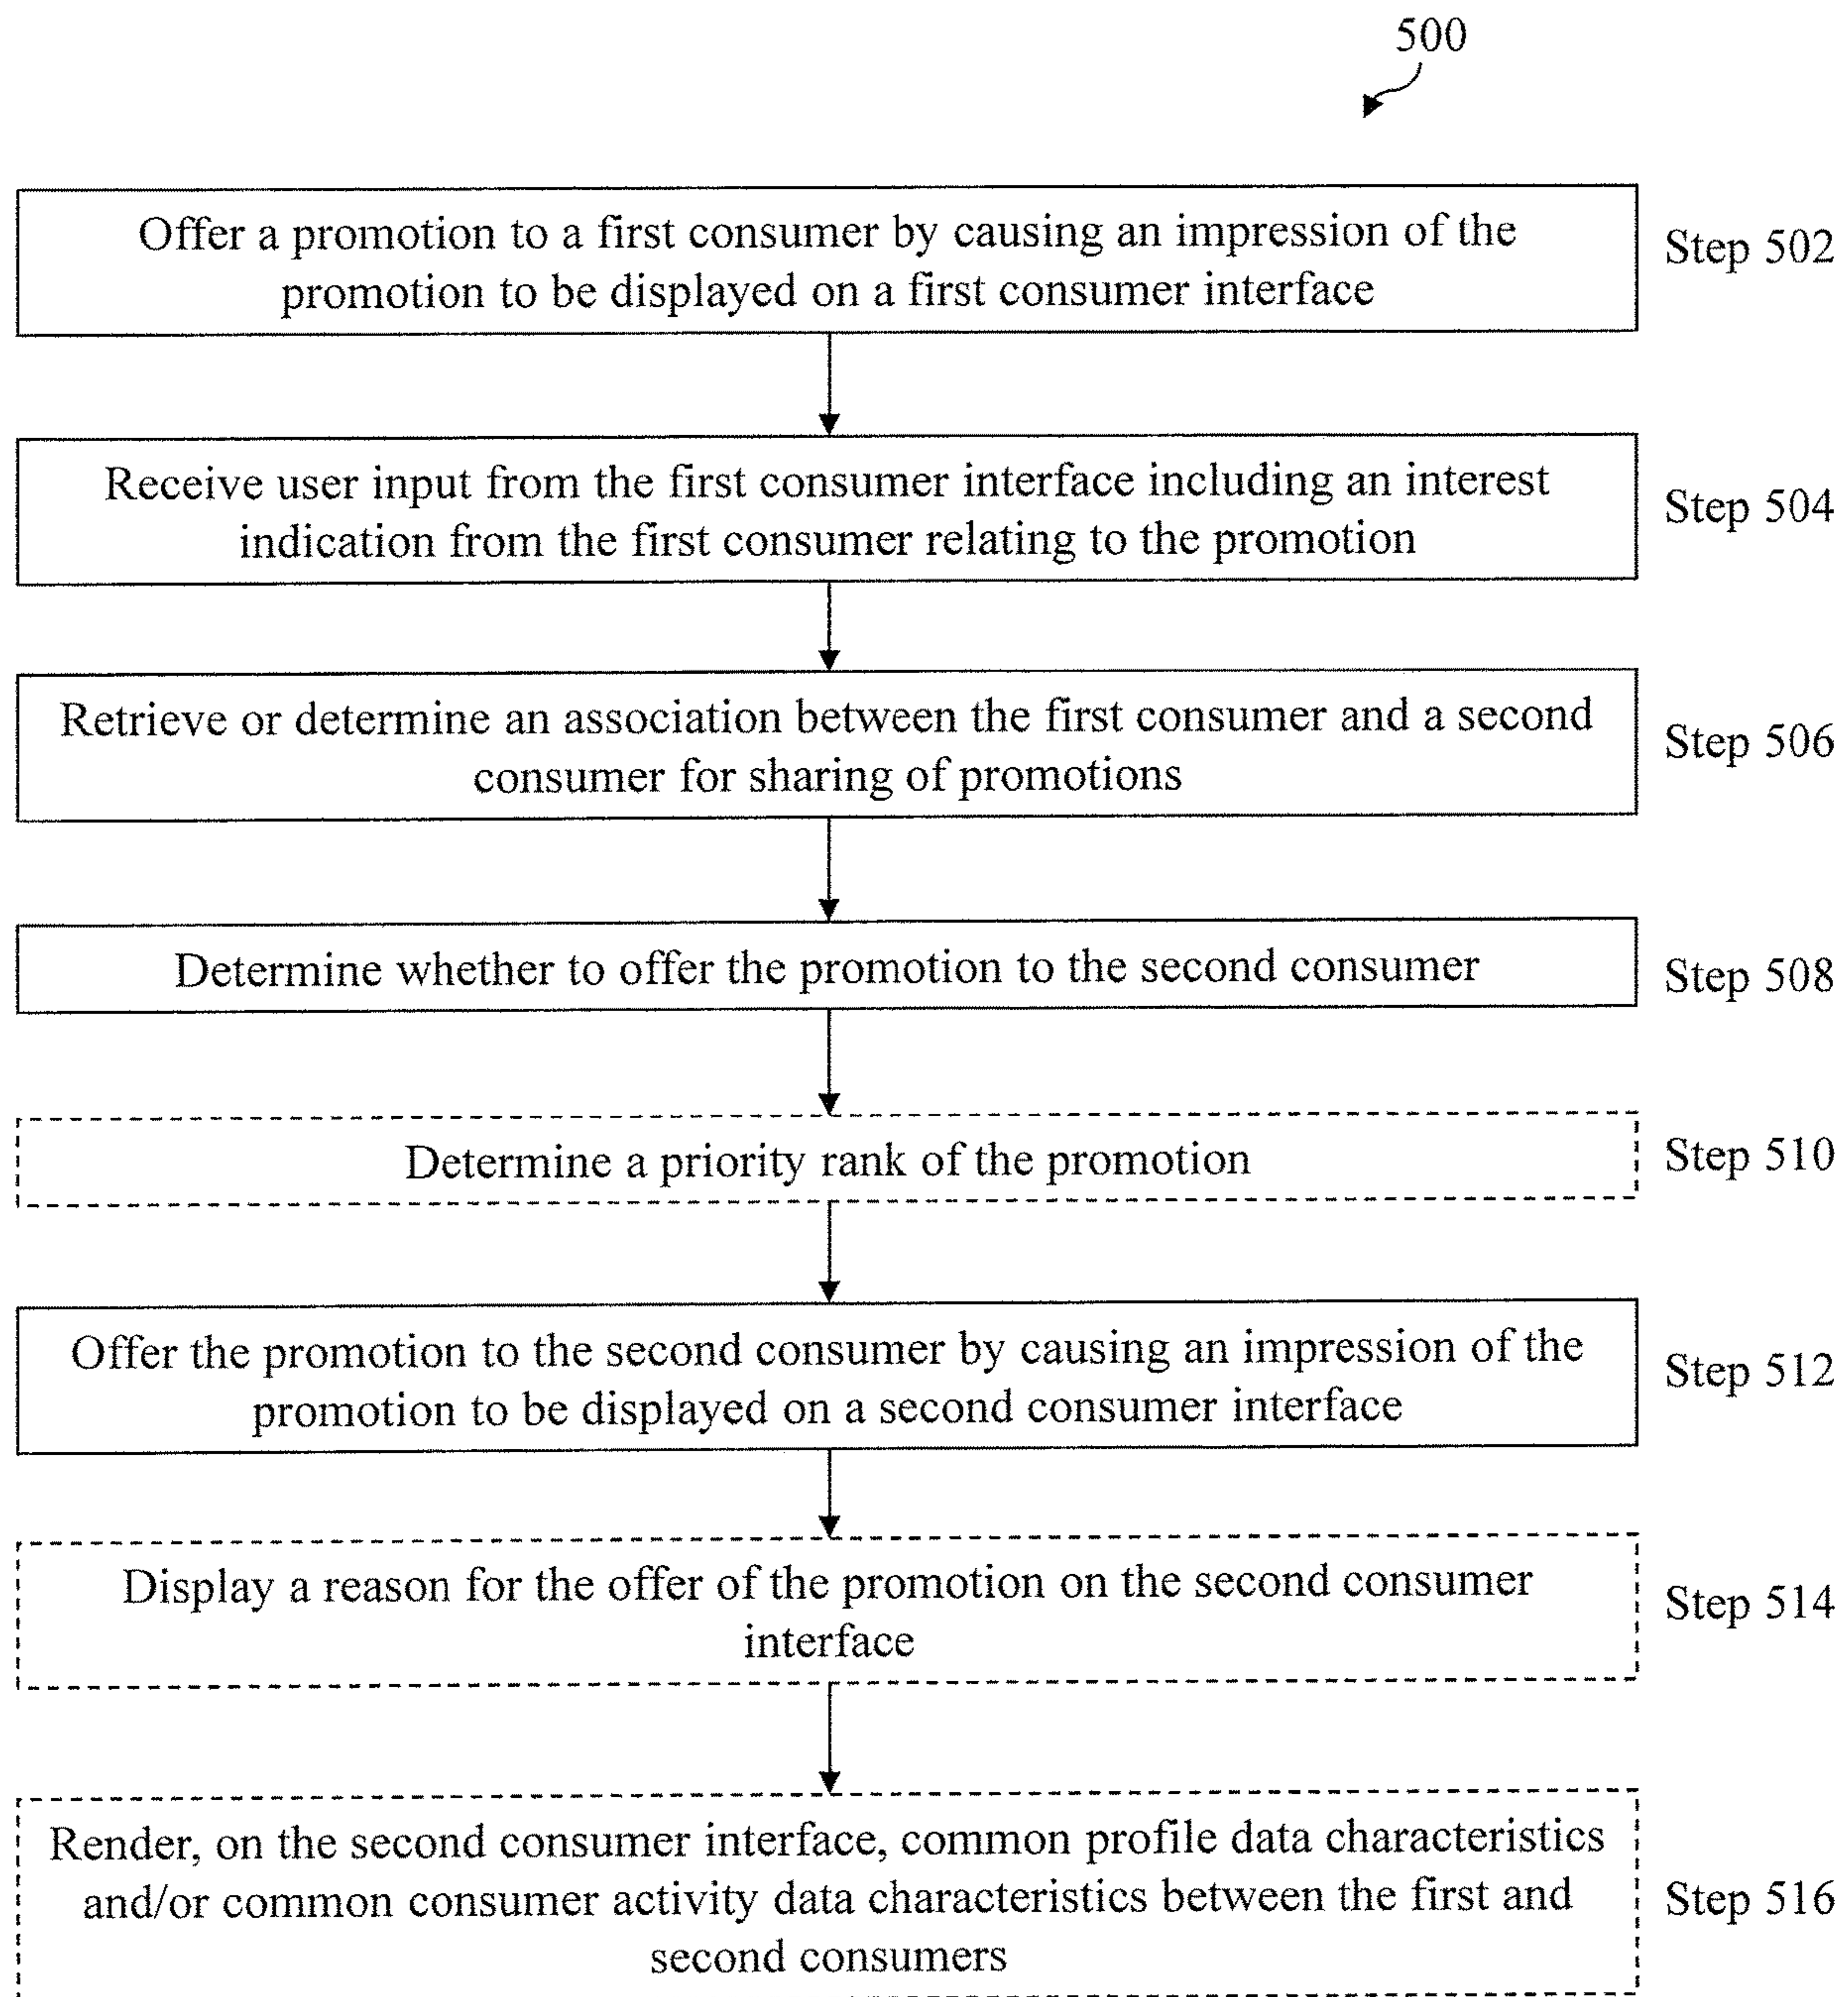 500
Offer a promotion to a first consumer by causing an impression of the
promotion to be displayed on a first consumer interface
Step 502
Receive user input from the first consumer interface including an interest
indication from the first consumer relating to the promotion
Step 504
Retrieve or determine an association between the first consumer and a second
consumer for sharing of promotions
Step 506
Determine whether to offer the promotion to the second consumer
Step 508
Determine a priority rank of the promotion
Step 510
Offer the promotion to the second consumer by causing an impression of the
promotion to be displayed on a second consumer interface
Step 512
Display a reason for the offer of the promotion on the second consumer
interface
Step 514
Render, on the second consumer interface, common profile data characteristics
and/or common consumer activity data characteristics between the first and
second consumers
Step 516